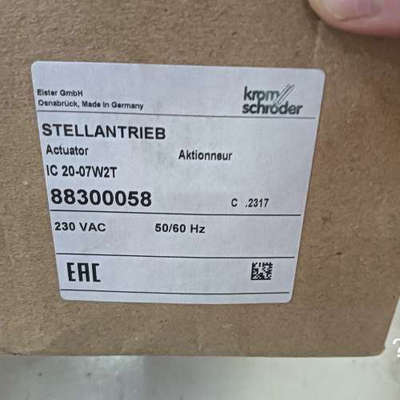 Elster GmbH
Osnabrück, Made in Germany
krom
schröder
STELLANTRIEB
Actuator Aktionneur
IC 20-07W2T
88300058 C .2317
230 VAC 50/60 Hz
EAC
?